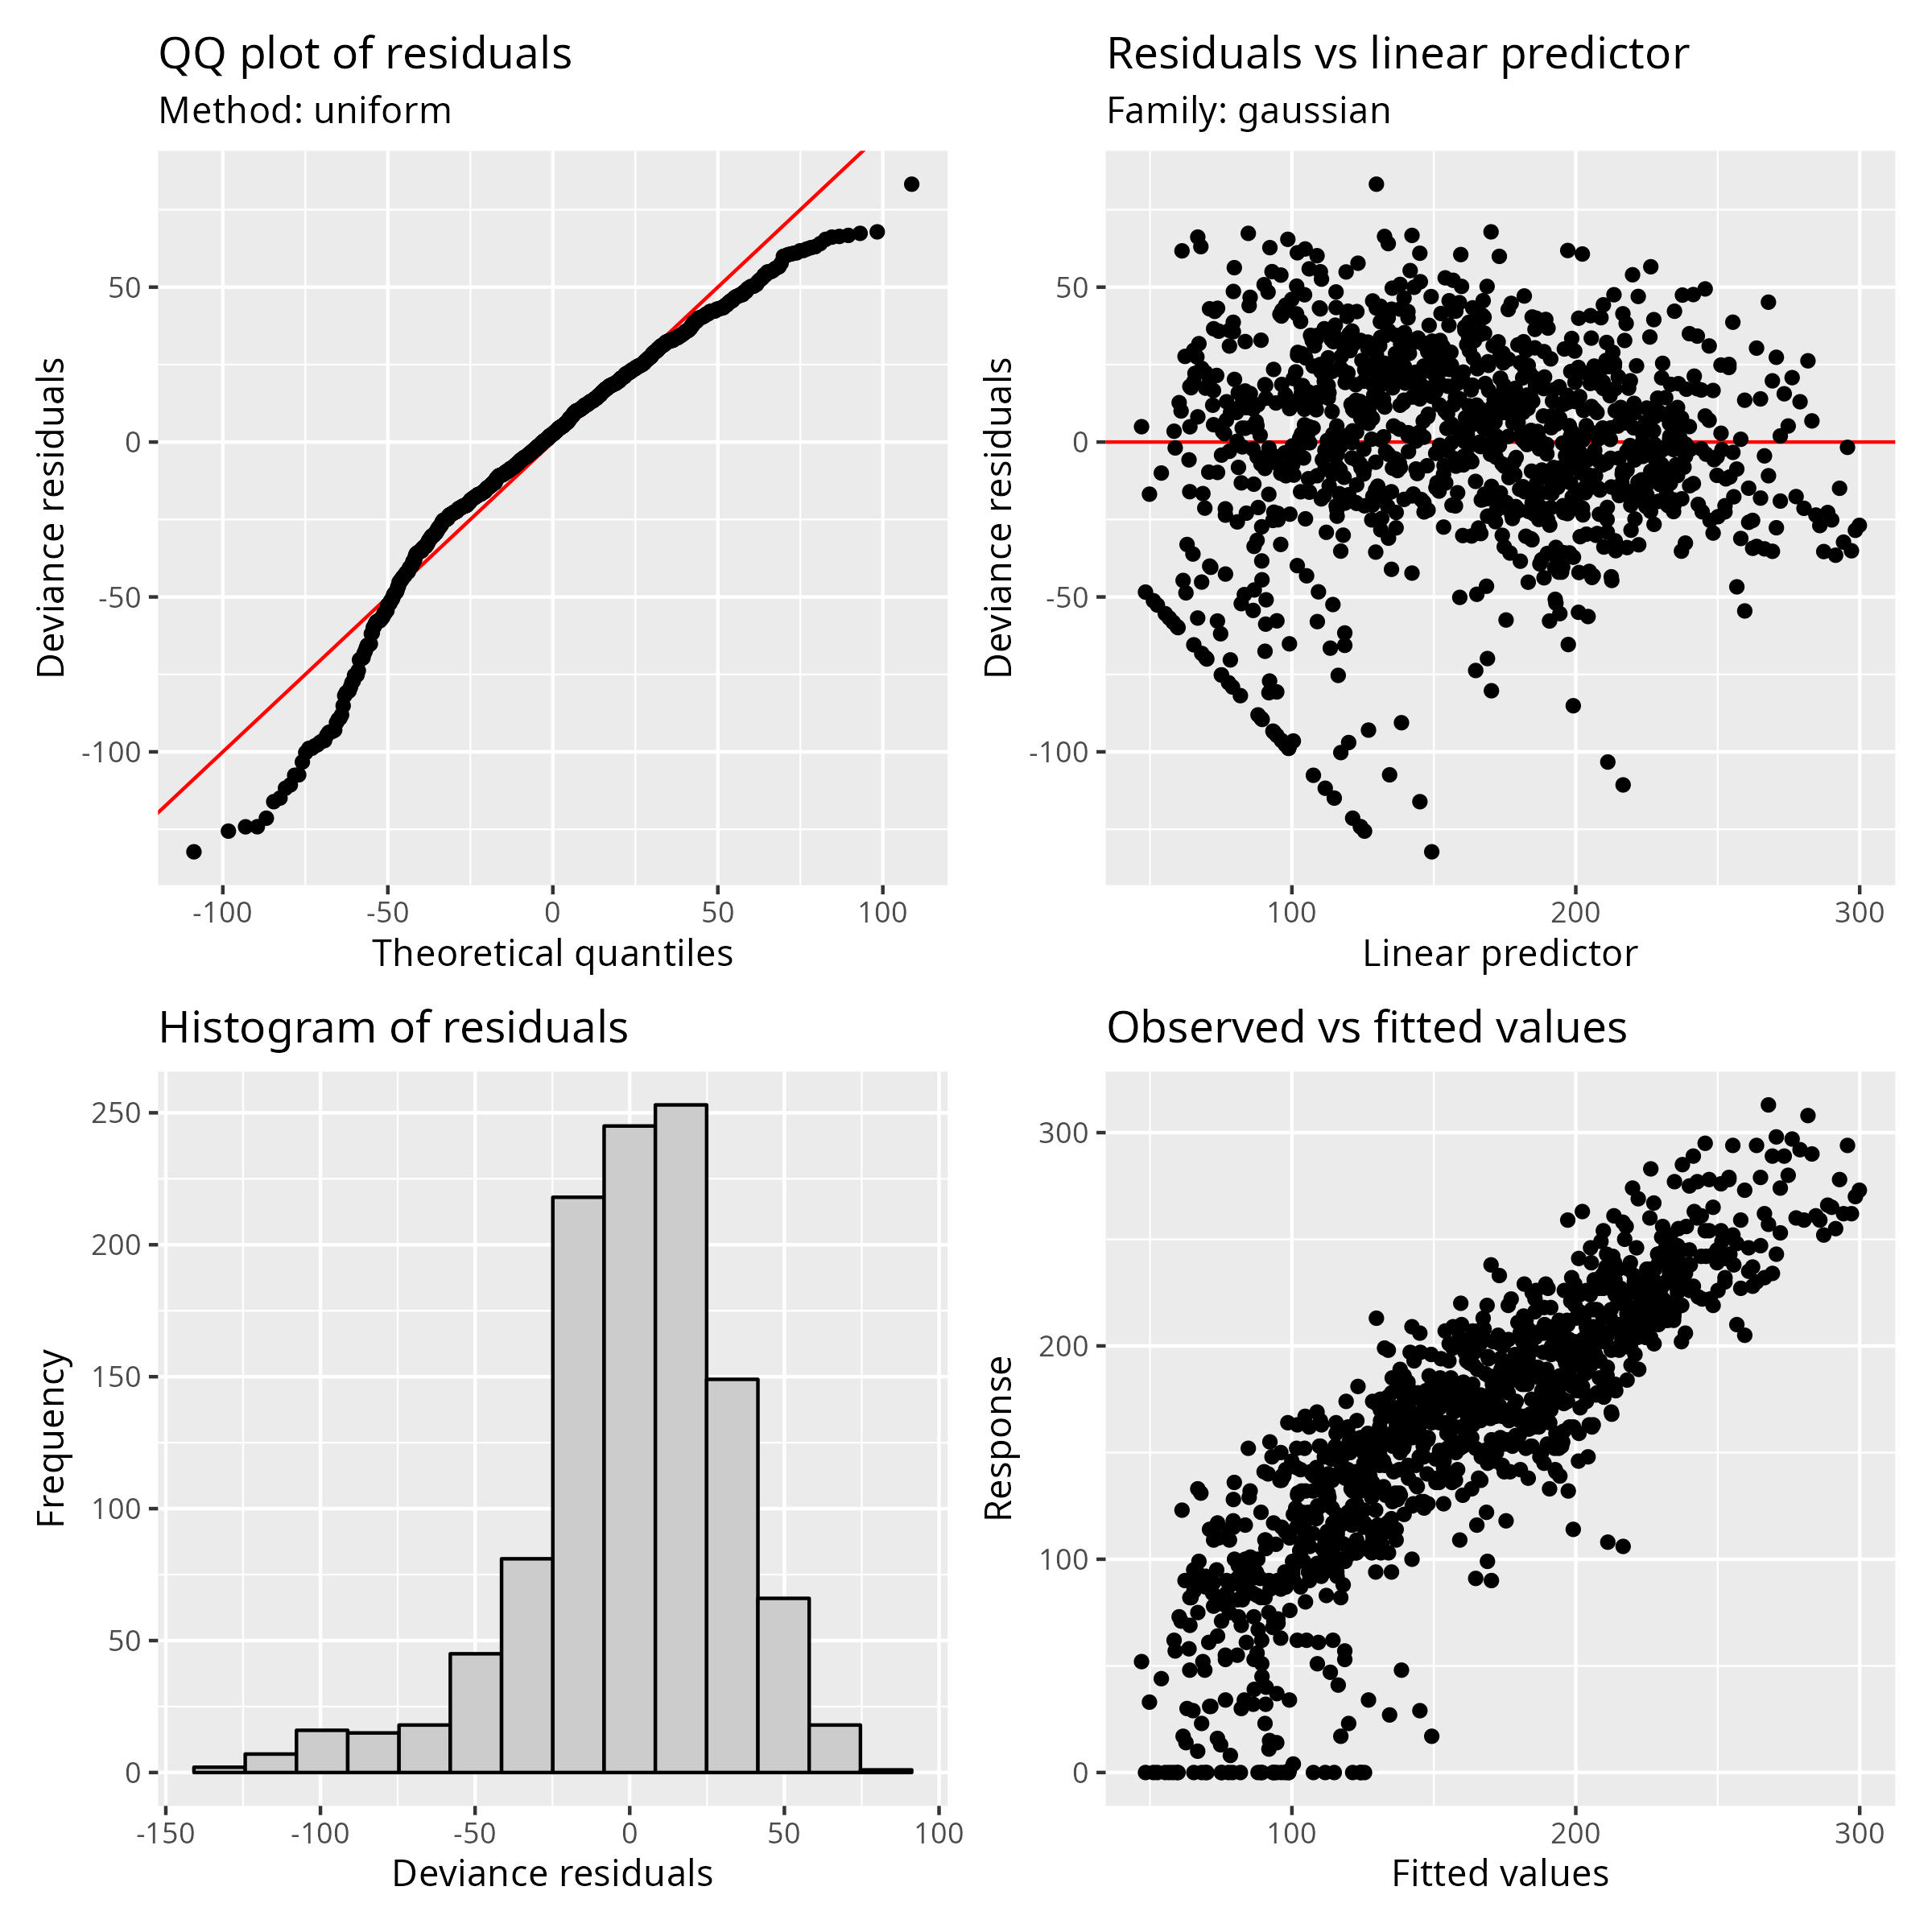 QQ plot of residuals
Method: uniform
50
0
-50
-100
Deviance residuals
-100 -50 0 50 100
Theoretical quantiles
Residuals vs linear predictor
Family: gaussian
50
0
-50
-100
Deviance residuals
100 200 300
Linear predictor
Histogram of residuals
250
200
150
100
50
0
Frequency
-150 -100 -50 0 50 100
Deviance residuals
Observed vs fitted values
300
200
100
0
Response
100 200 300
Fitted values